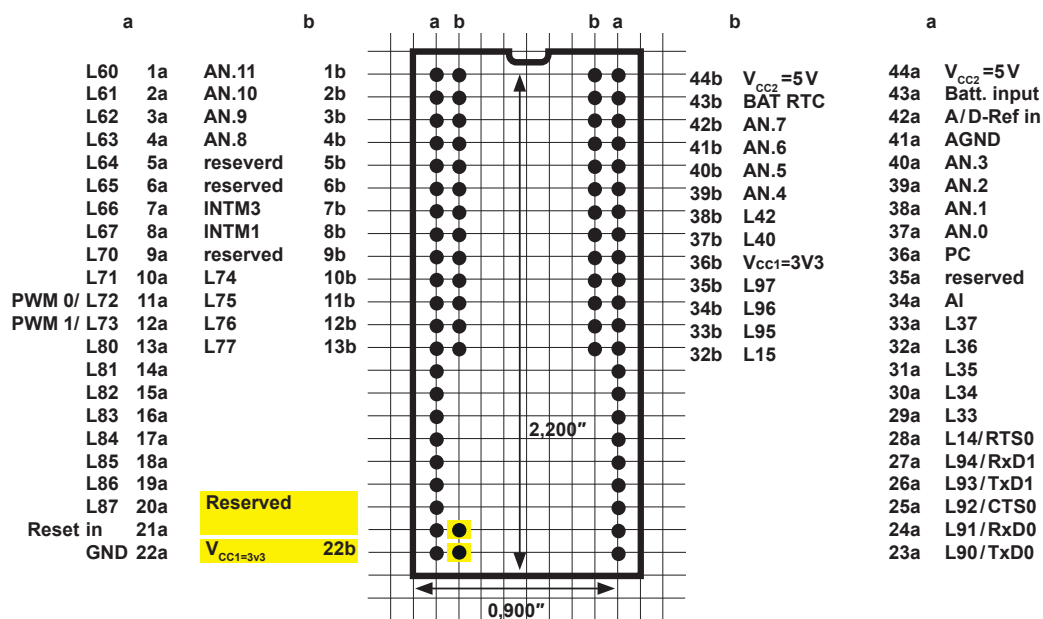 a b a b b a b a
L60 1a AN.11 1b
L61 2a AN.10 2b
L62 3a AN.9 3b
L63 4a AN.8 4b
L64 5a reseverd 5b
L65 6a reserved 6b
L66 7a INTM3 7b
L67 8a INTM1 8b
L70 9a reserved 9b
L71 10a L74 10b
PWM 0/ L72 11a L75 11b
PWM 1/ L73 12a L76 12b
L80 13a L77 13b
L81 14a
L82 15a
L83 16a
L84 17a
L85 18a
L86 19a
L87 20a Reserved
Reset in 21a
GND 22a VCC1=3v3 22b
2,200"
0,900"
44b VCC2=5V
43b BAT RTC
42b AN.7
41b AN.6
40b AN.5
39b AN.4
38b L42
37b L40
36b VCC1=3V3
35b L97
34b L96
33b L95
32b L15
44a VCC2=5V
43a Batt. input
42a A/D-Ref in
41a AGND
40a AN.3
39a AN.2
38a AN.1
37a AN.0
36a PC
35a reserved
34a AI
33a L37
32a L36
31a L35
30a L34
29a L33
28a L14/RTS0
27a L94/RxD1
26a L93/TxD1
25a L92/CTS0
24a L91/RxD0
23a L90/TxD0